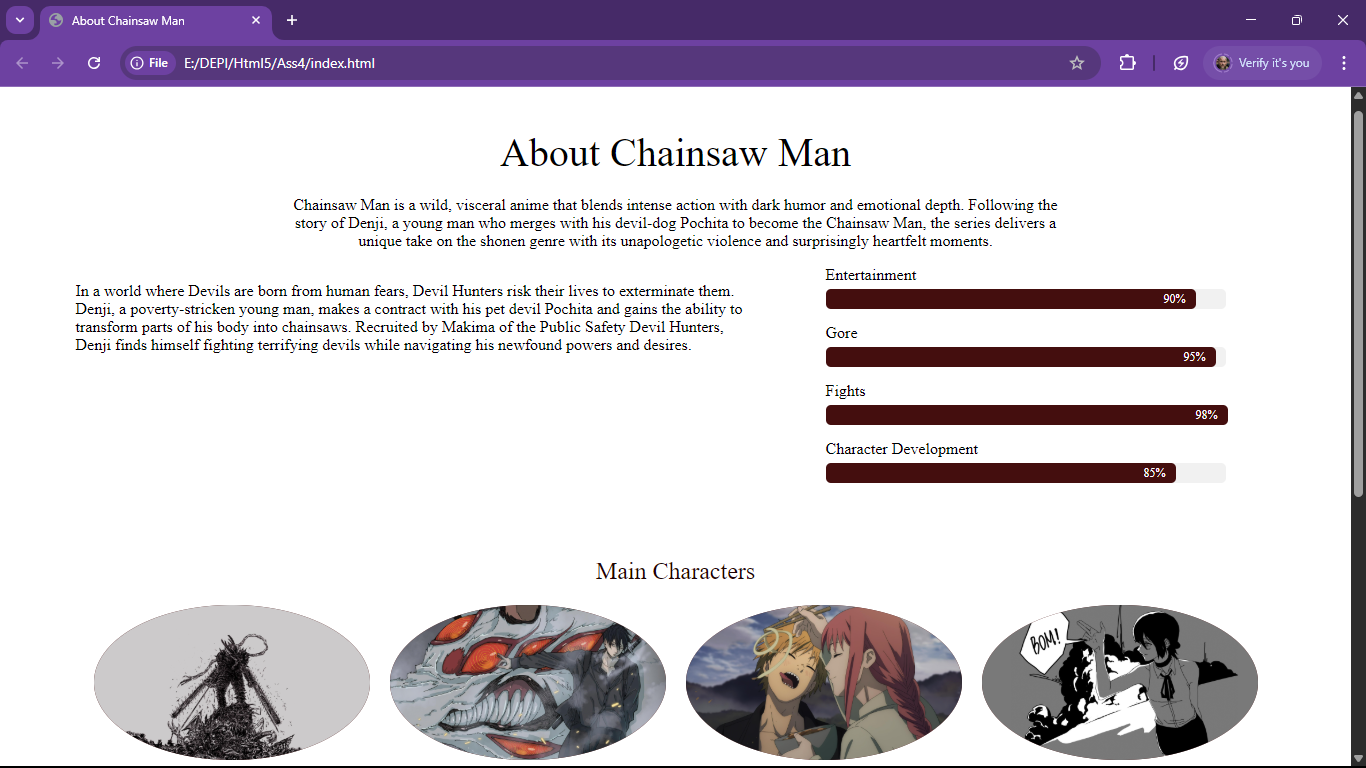 About Chainsaw Man
File
E:/DEPI/Html5/Ass4/index.html
Verify it's you
About Chainsaw Man
Chainsaw Man is a wild, visceral anime that blends intense action with dark humor and emotional depth. Following the
story of Denji, a young man who merges with his devil-dog Pochita to become the Chainsaw Man, the series delivers a
unique take on the shonen genre with its unapologetic violence and surprisingly heartfelt moments.
In a world where Devils are born from human fears, Devil Hunters risk their lives to exterminate them.
Denji, a poverty-stricken young man, makes a contract with his pet devil Pochita and gains the ability to
transform parts of his body into chainsaws. Recruited by Makima of the Public Safety Devil Hunters,
Denji finds himself fighting terrifying devils while navigating his newfound powers and desires.
Entertainment
90%
Gore
95%
Fights
98%
Character Development
85%
Main Characters
BOM!